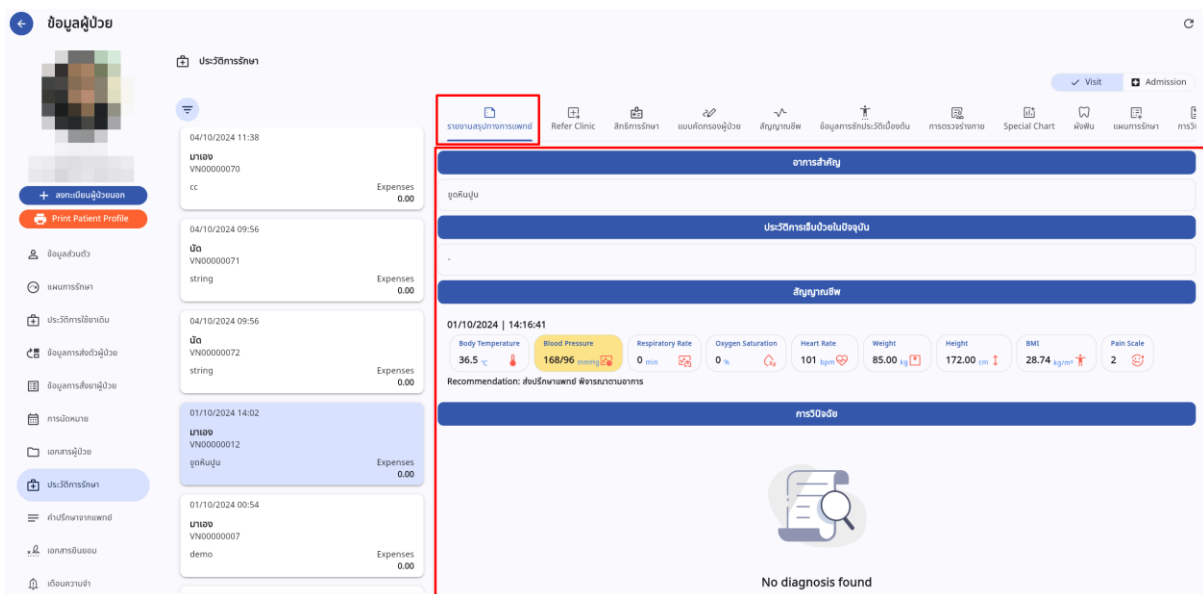 ข้อมูลผู้ป่วย
ลงทะเบียนผู้ป่วยนอก
Print Patient Profile
ข้อมูลส่วนตัว
แผนการรักษา
ประวัติการใช้ยาเดิม
ข้อมูลการส่งตัวผู้ป่วย
ข้อมูลการสั่งยาผู้ป่วย
การนัดหมาย
เอกสารผู้ป่วย
ประวัติการรักษา
คำปรึกษาจากแพทย์
เอกสารยินยอม
เตือนความจำ
ประวัติการรักษา
04/10/2024 11:38
มาเอง
VN00000070
cc Expenses
0.00
04/10/2024 09:56
นัด
VN00000071
string Expenses
0.00
04/10/2024 09:56
นัด
VN00000072
string Expenses
0.00
01/10/2024 14:02
มาเอง
VN00000012
ขูดหินปูน Expenses
0.00
01/10/2024 00:54
มาเอง
VN00000007
demo Expenses
0.00
Visit Admission
รายงานสรุปทางการแพทย์ Refer Clinic สิทธิการรักษา แบบคัดกรองผู้ป่วย สัญญาณชีพ ข้อมูลการซักประวัติเบื้องต้น การตรวจร่างกาย Special Chart ผังฟัน แผนการรักษา
อาการสำคัญ
ขูดหินปูน
ประวัติการเจ็บป่วยในปัจจุบัน
-
สัญญาณชีพ
01/10/2024 | 14:16:41
Body Temperature Blood Pressure Respiratory Rate Oxygen Saturation Heart Rate Weight Height BMI Pain Scale
36.5 °C 168/96 mmHg 0 min 0 % 101 bpm 85.00 kg 172.00 cm 28.74 kg/m² 2
Recommendation: ส่งปรึกษาแพทย์ พิจารณาตามอาการ
การวินิจฉัย
No diagnosis found